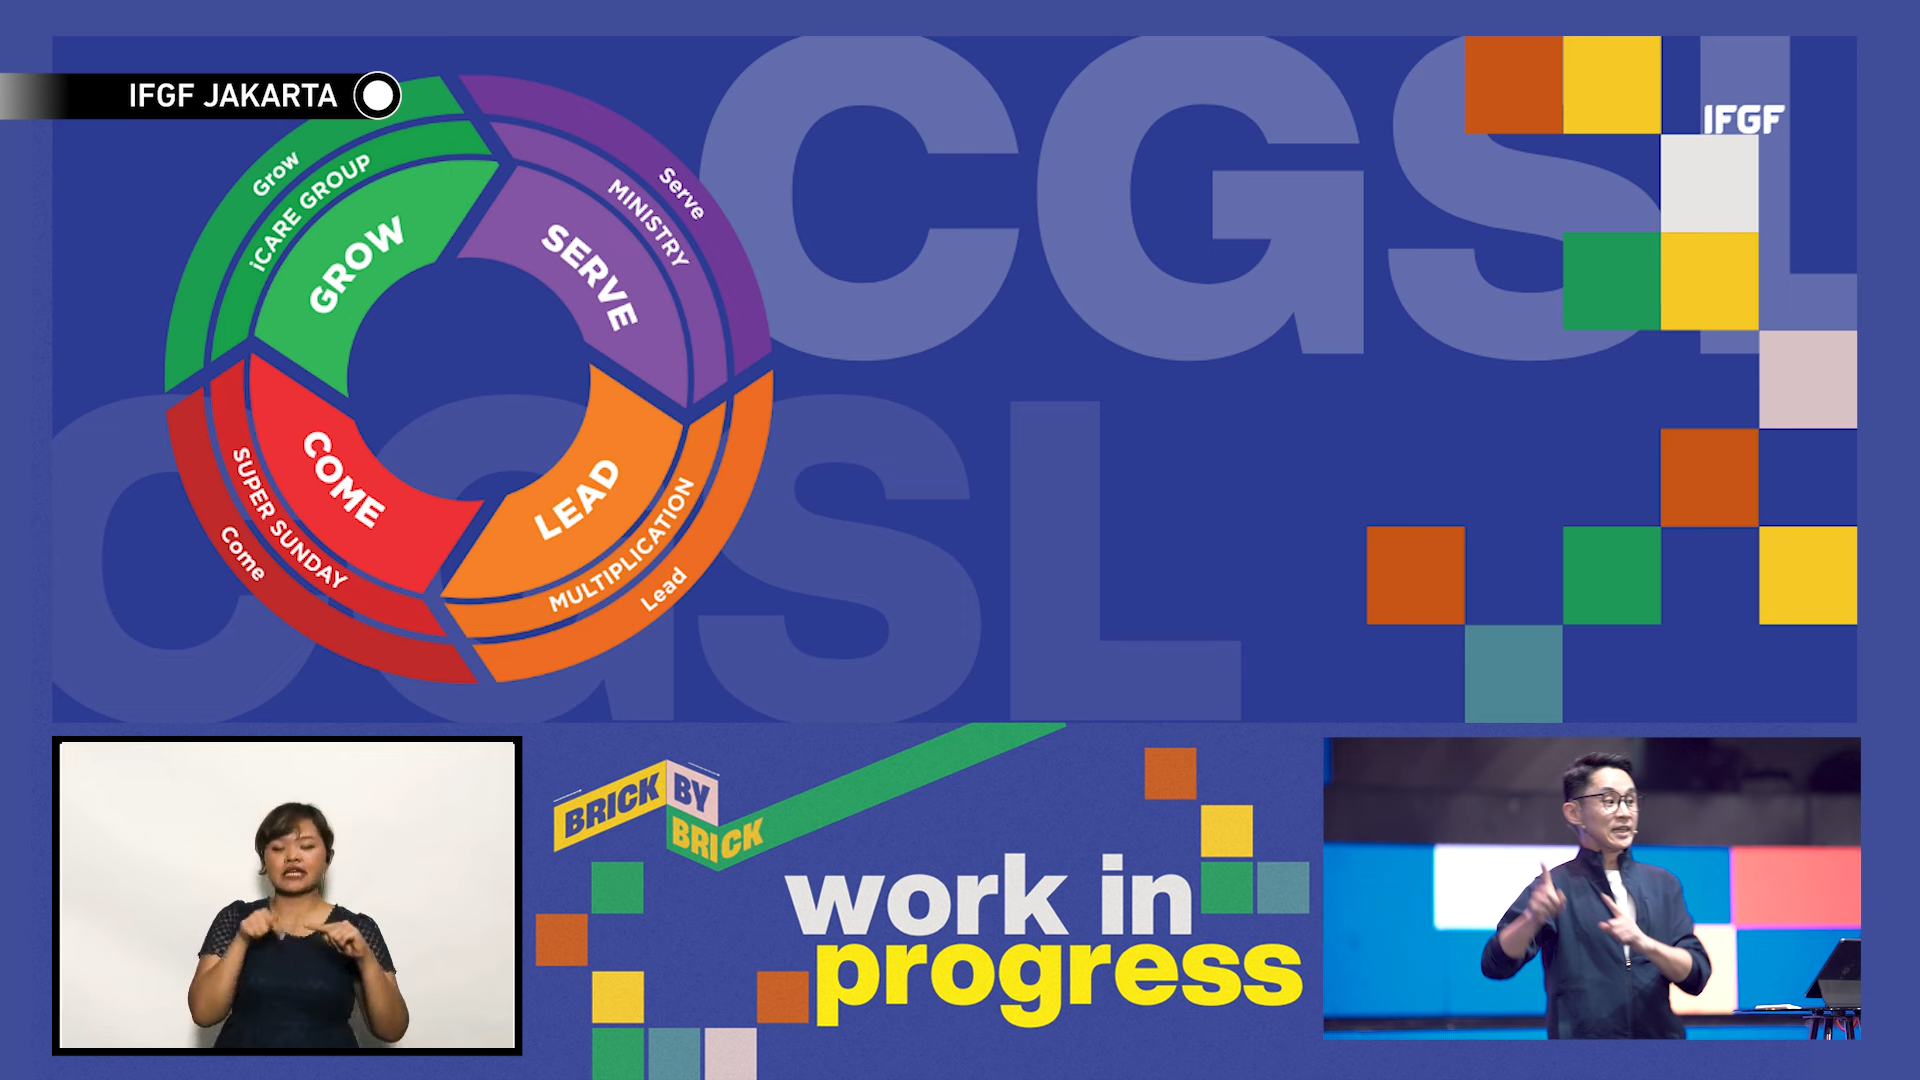 IFGF JAKARTA
CGSL
IFGF
Grow
iCARE GROUP
GROW
Serve
MINISTRY
SERVE
COME
SUPER SUNDAY
Come
LEAD
MULTIPLICATION
Lead
CGSL
BRICK BY
BRICK
work in
progress